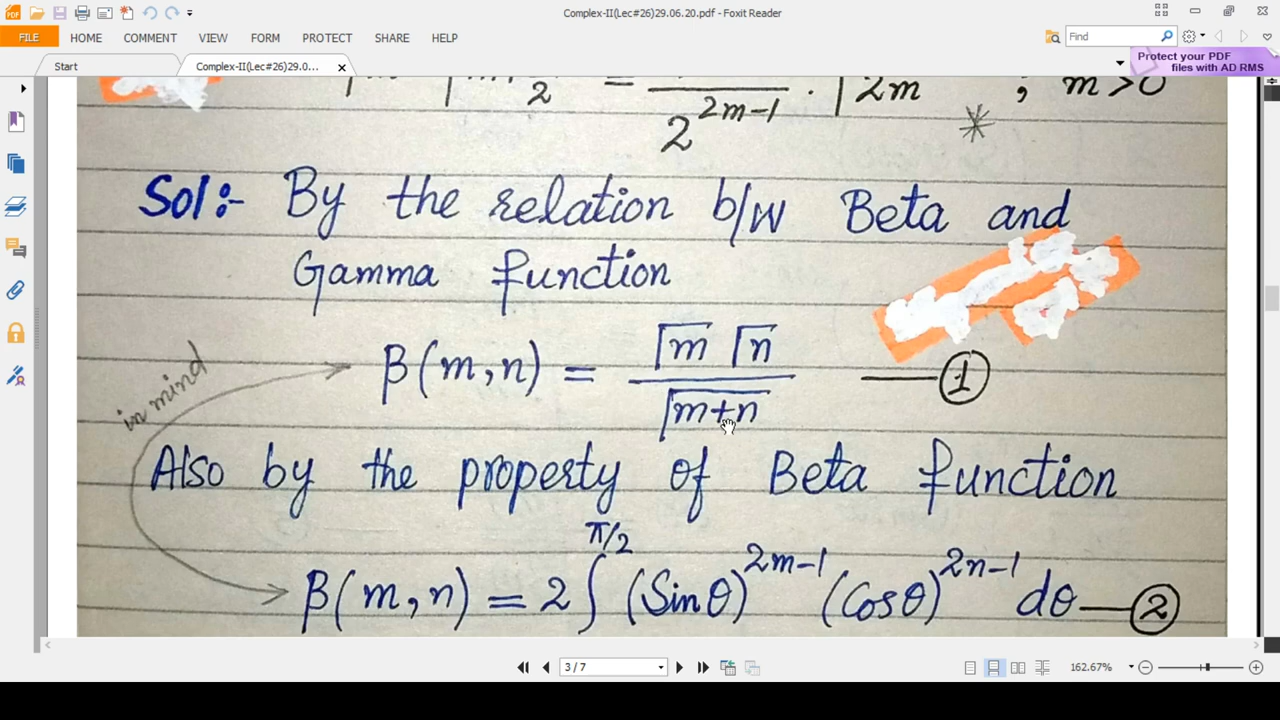 Complex-II(Lec#26)29.06.20.pdf - Foxit Reader
FILE HOME COMMENT VIEW FORM PROTECT SHARE HELP
Find
Protect your PDF
files with AD RMS
Start Complex-II(Lec#26)29.0...
2 = 2^{2m-1} · Γ2m ; m>0
*
Sol:- By the relation b/w Beta and
Gamma function
in mind
β(m,n) = Γm Γn / Γm+n —①
Also by the property of Beta function
β(m,n) = 2∫^{π/2} (Sinθ)^{2m-1} (Cosθ)^{2n-1} dθ—②
3 / 7
162.67%